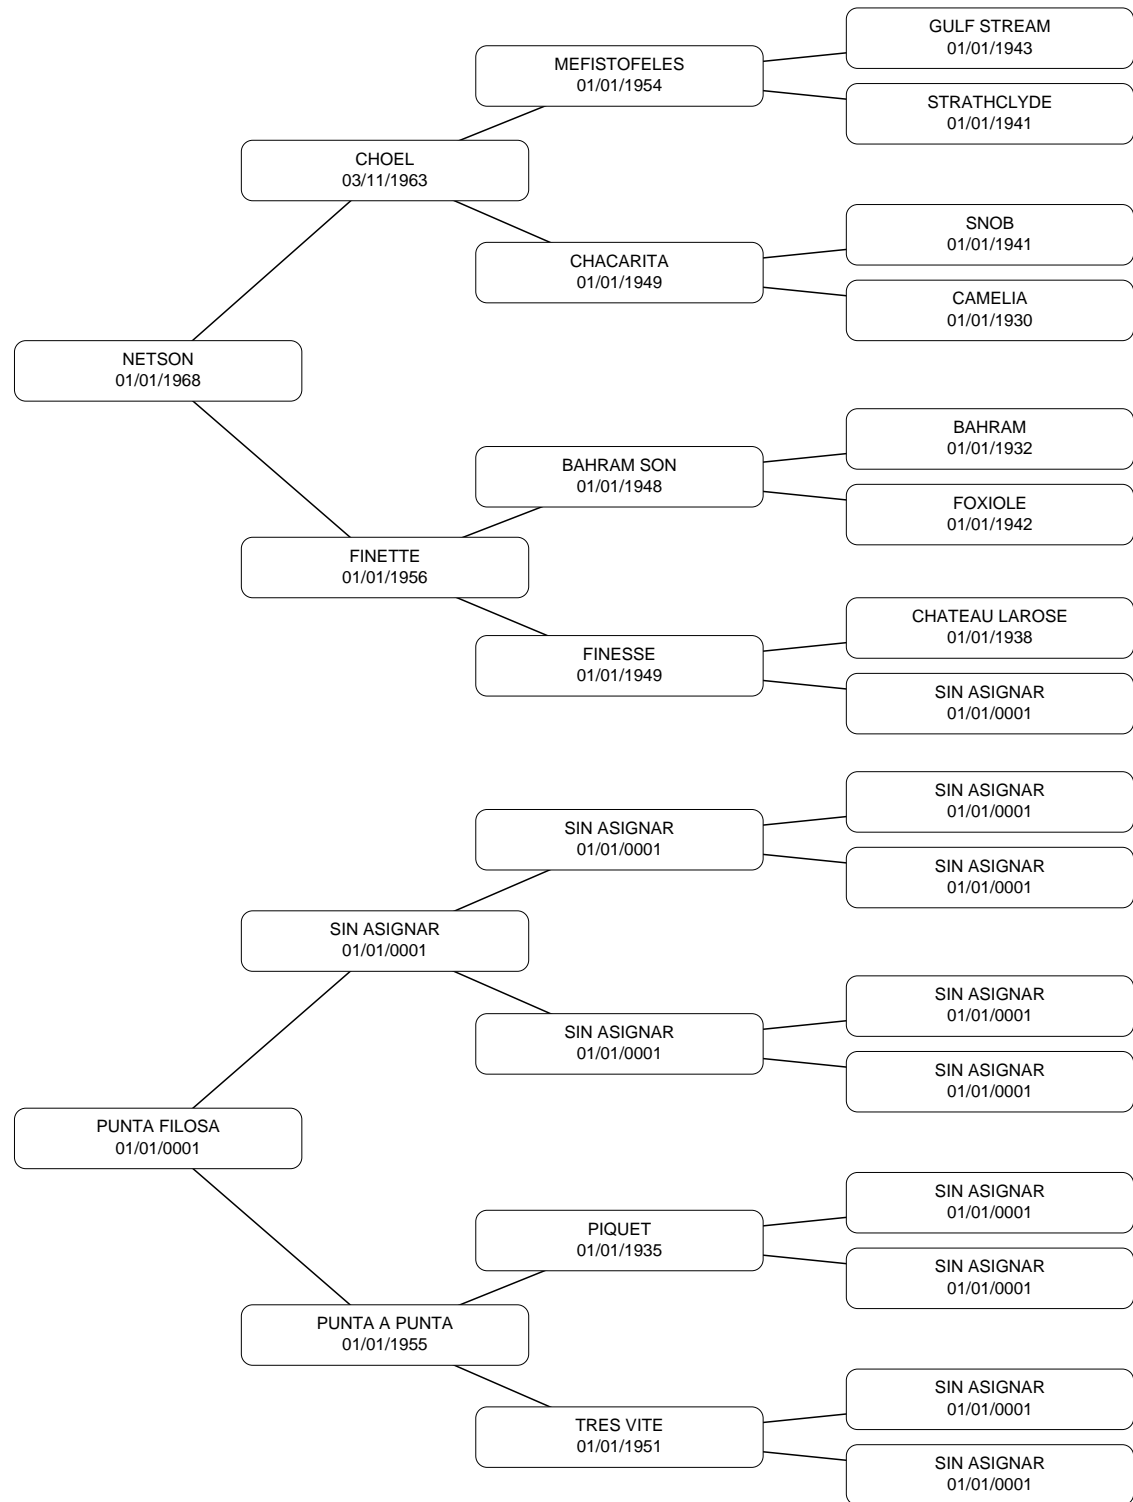 GULF STREAM
01/01/1943
MEFISTOFELES
01/01/1954
STRATHCLYDE
01/01/1941
CHOEL
03/11/1963
SNOB
01/01/1941
CHACARITA
01/01/1949
CAMELIA
01/01/1930
NETSON
01/01/1968
BAHRAM
01/01/1932
BAHRAM SON
01/01/1948
FOXIOLE
01/01/1942
FINETTE
01/01/1956
CHATEAU LAROSE
01/01/1938
FINESSE
01/01/1949
SIN ASIGNAR
01/01/0001
SIN ASIGNAR
01/01/0001
SIN ASIGNAR
01/01/0001
SIN ASIGNAR
01/01/0001
SIN ASIGNAR
01/01/0001
SIN ASIGNAR
01/01/0001
SIN ASIGNAR
01/01/0001
SIN ASIGNAR
01/01/0001
PUNTA FILOSA
01/01/0001
SIN ASIGNAR
01/01/0001
PIQUET
01/01/1935
SIN ASIGNAR
01/01/0001
PUNTA A PUNTA
01/01/1955
SIN ASIGNAR
01/01/0001
TRES VITE
01/01/1951
SIN ASIGNAR
01/01/0001